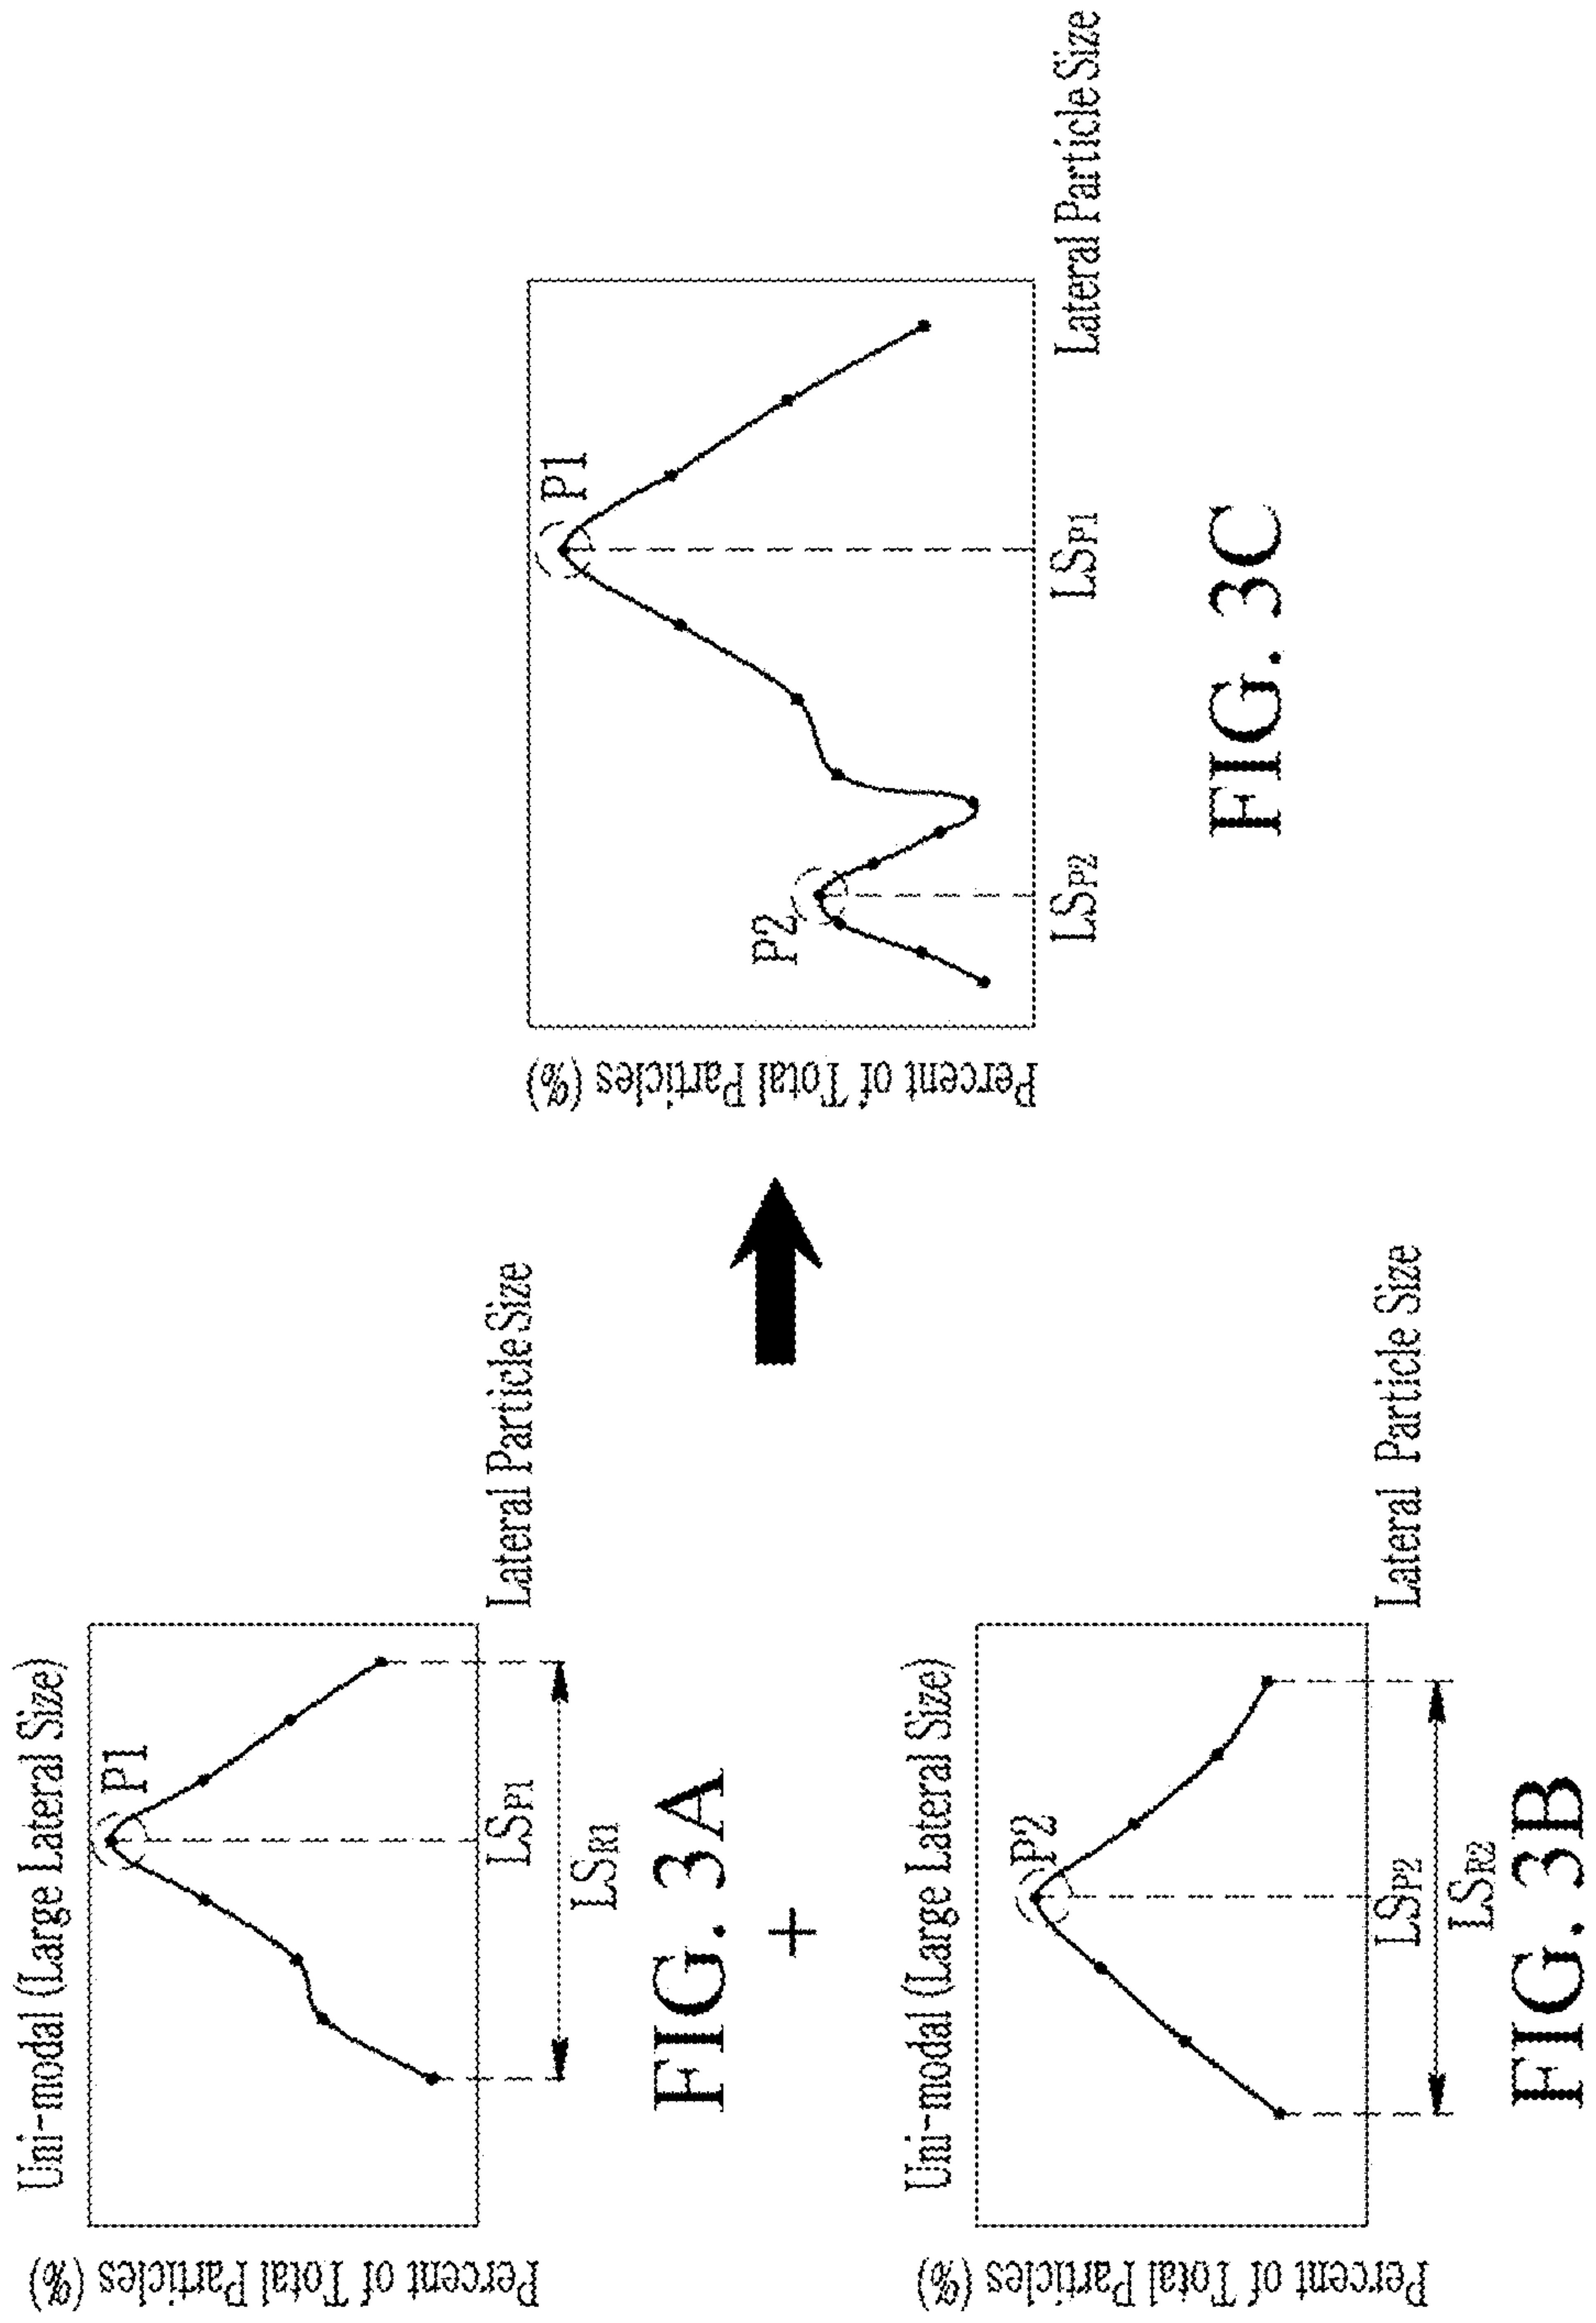 Uni-modal (Large Lateral Size)
Percent of Total Particles (%)
P1
Lateral Particle Size
LSP1
LSR1
FIG. 3A
+
Uni-modal (Large Lateral Size)
Percent of Total Particles (%)
P2
Lateral Particle Size
LSP2
LSR2
FIG. 3B
Percent of Total Particles (%)
P1
P2
LSP2
LSP1
Lateral Particle Size
FIG. 3C